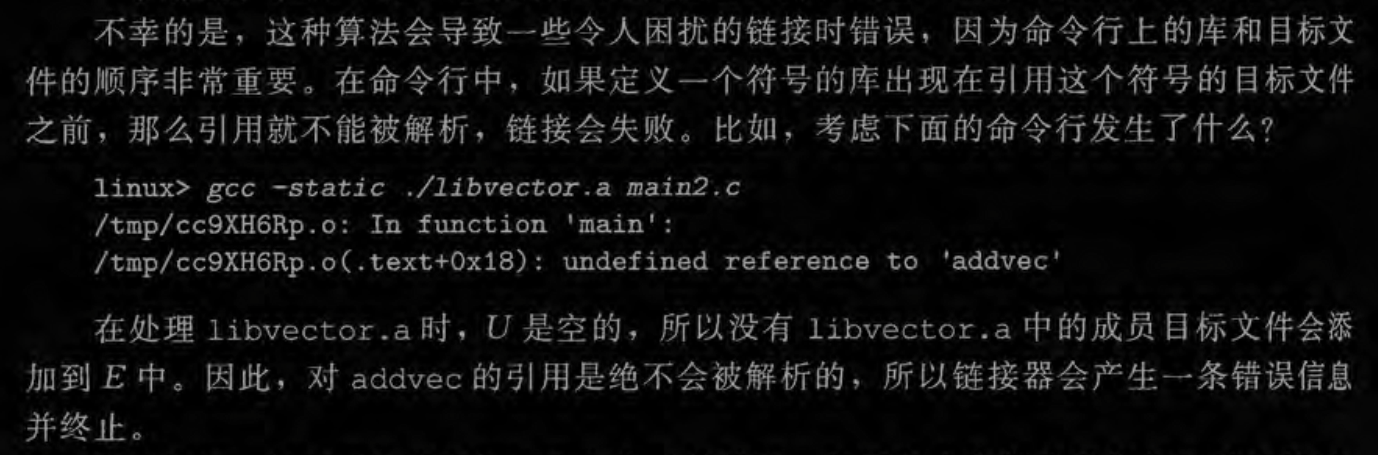 不幸的是，这种算法会导致一些令人困扰的链接时错误，因为命令行上的库和目标文
件的顺序非常重要。在命令行中，如果定义一个符号的库出现在引用这个符号的目标文件
之前，那么引用就不能被解析，链接会失败。比如，考虑下面的命令行发生了什么？
linux> gcc -static ./libvector.a main2.c
/tmp/cc9XH6Rp.o: In function 'main':
/tmp/cc9XH6Rp.o(.text+0x18): undefined reference to 'addvec'
在处理 libvector.a 时，U 是空的，所以没有 libvector.a 中的成员目标文件会添
加到 E 中。因此，对 addvec 的引用是绝不会被解析的，所以链接器会产生一条错误信息
并终止。